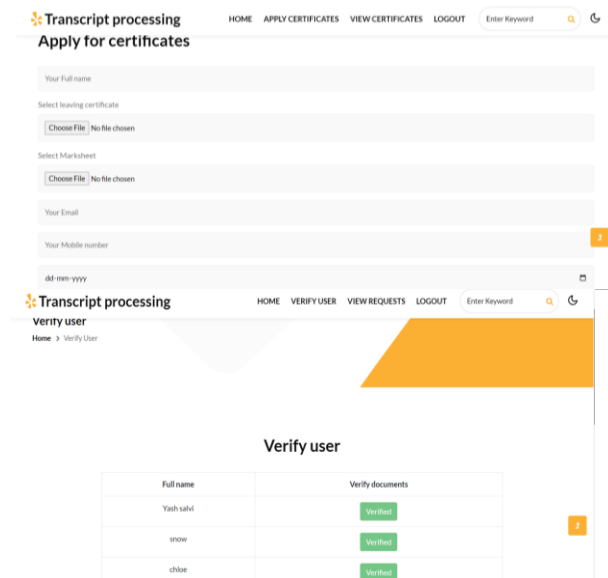 Transcript processing HOME APPLY CERTIFICATES VIEW CERTIFICATES LOGOUT Enter Keyword
Apply for certificates
Your Full name
Select leaving certificate
Choose File No file chosen
Select Marksheet
Choose File No file chosen
Your Email
Your Mobile number
dd-mm-yyyy
Transcript processing HOME VERIFY USER VIEW REQUESTS LOGOUT Enter Keyword
Verify user
Home > Verify User
Verify user
Full name Verify documents
Yash salvi Verified
snow Verified
chloe Verified